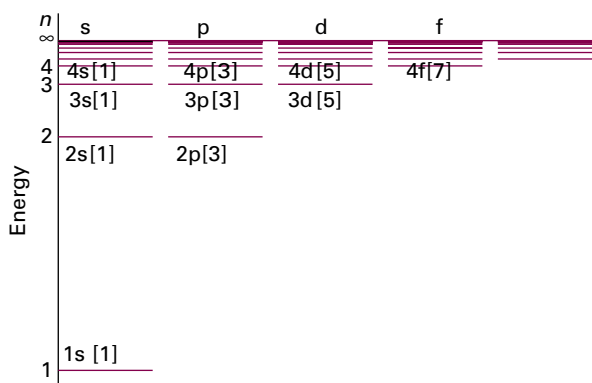 n
s p d f
∞
4 4s[1] 4p[3] 4d[5] 4f[7]
3
3s[1] 3p[3] 3d[5]
2
2s[1] 2p[3]
Energy
1s [1]
1